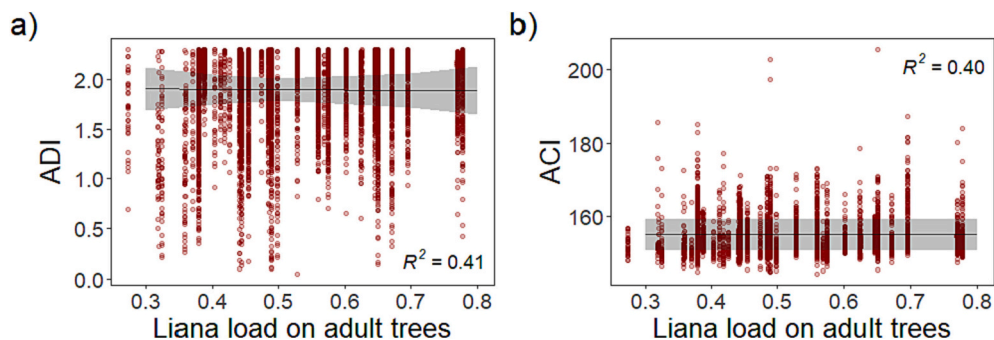 a)
ADI
2.0
1.5
1.0
0.5
0.0
R² = 0.41
0.3 0.4 0.5 0.6 0.7 0.8
Liana load on adult trees
b)
ACI
200
180
160
R² = 0.40
0.3 0.4 0.5 0.6 0.7 0.8
Liana load on adult trees